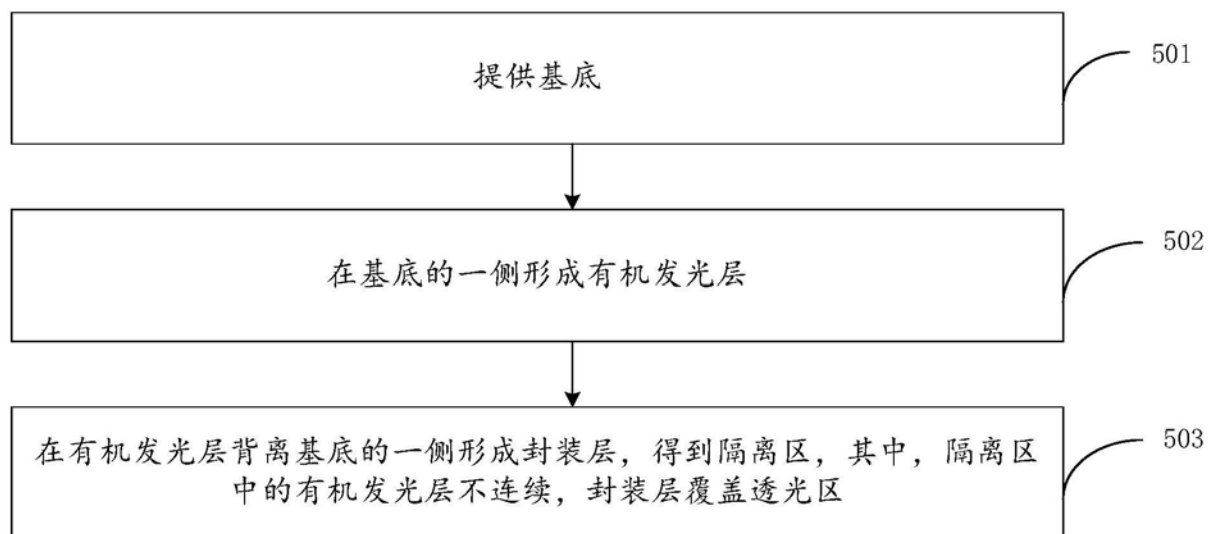 提供基底
501
在基底的一侧形成有机发光层
502
在有机发光层背离基底的一侧形成封装层，得到隔离区，其中，隔离区
中的有机发光层不连续，封装层覆盖透光区
503